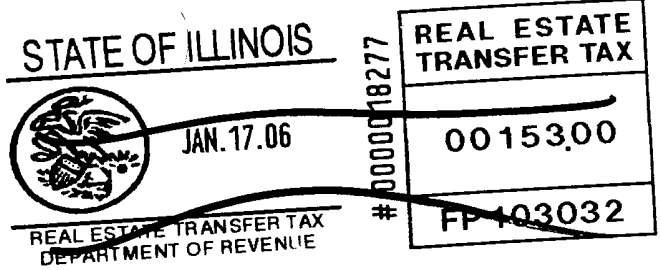 STATE OF ILLINOIS
JAN.17.06
REAL ESTATE TRANSFER TAX
DEPARTMENT OF REVENUE
#0000018277
REAL ESTATE
TRANSFER TAX
00153.00
FP 103032